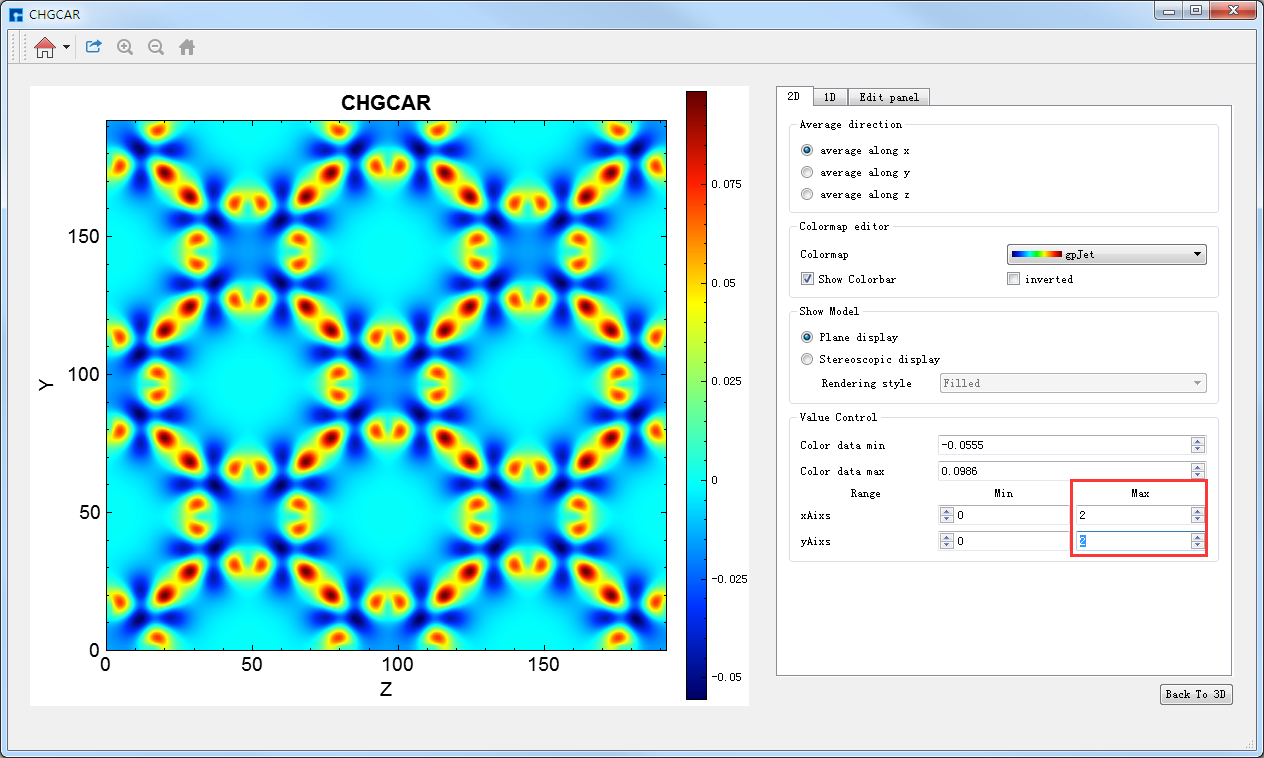 CHGCAR
CHGCAR
150
100
50
0
Y
0 50 100 150
Z
0.075
0.05
0.025
0
-0.025
-0.05
2D 1D Edit panel
Average direction
average along x
average along y
average along z
Colormap editor
Colormap gpJet
Show Colorbar inverted
Show Model
Plane display
Stereoscopic display
Rendering style Filled
Value Control
Color data min -0.0555
Color data max 0.0986
Range Min Max
xAixs 0 2
yAixs 0 2
Back To 3D